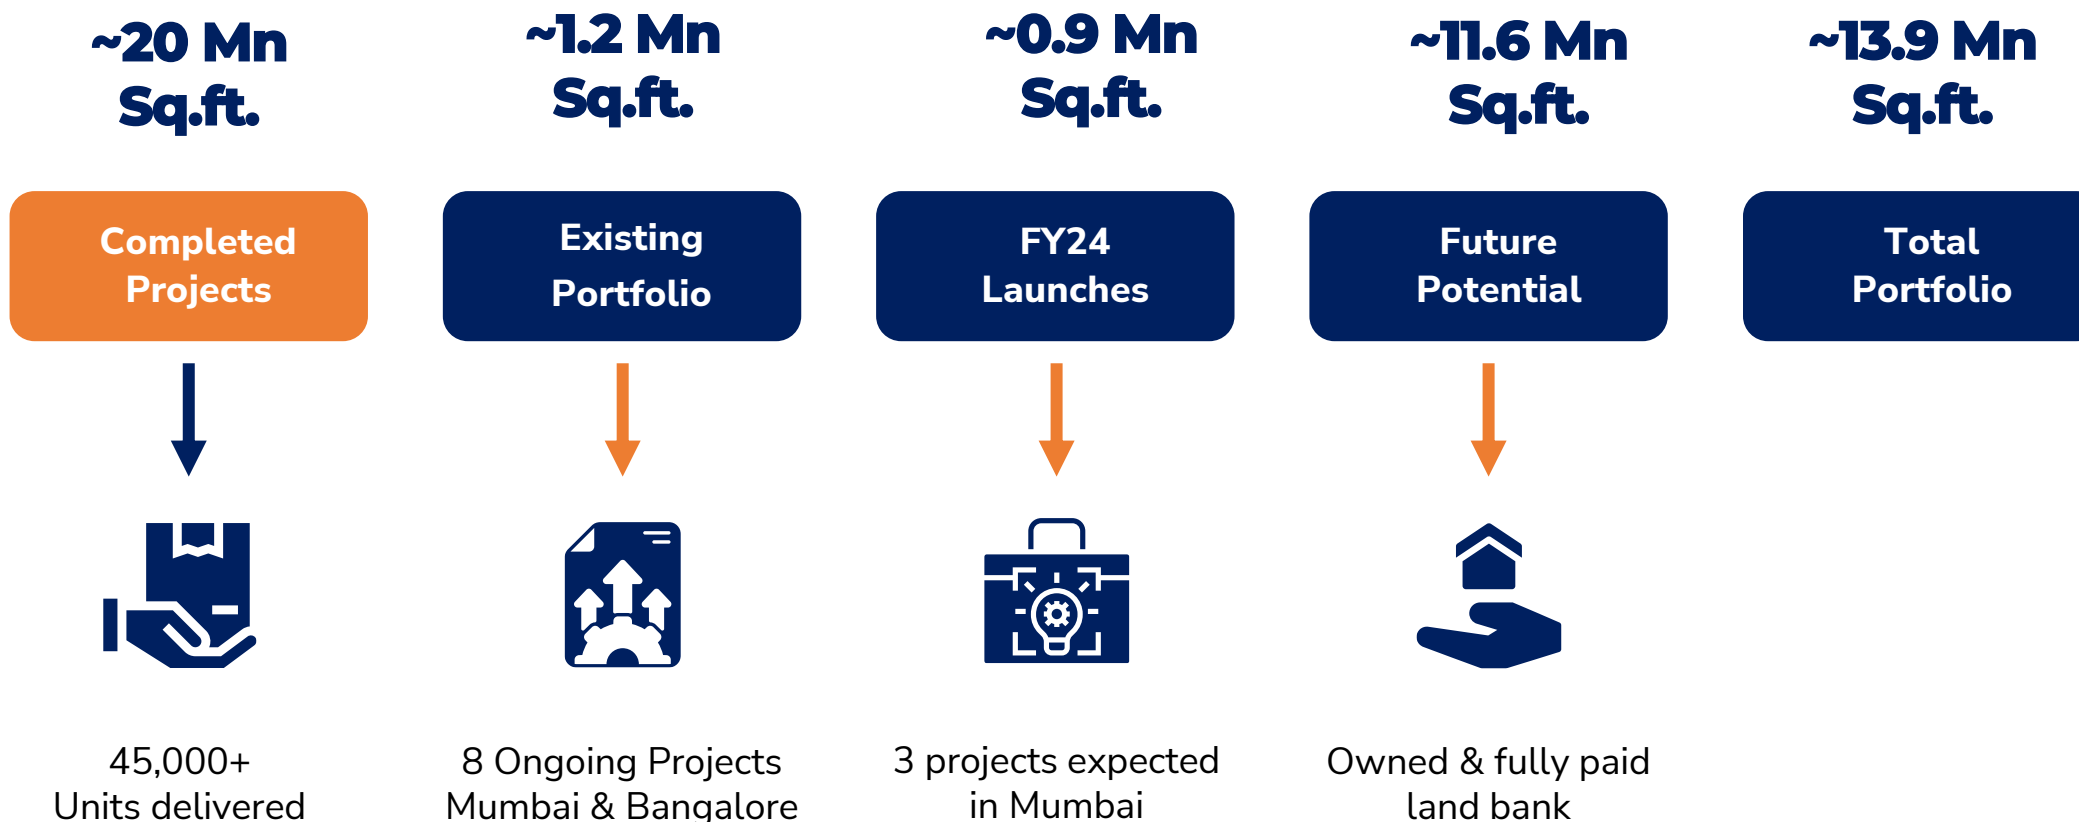 ~20 Mn
Sq.ft.
~1.2 Mn
Sq.ft.
~0.9 Mn
Sq.ft.
~11.6 Mn
Sq.ft.
~13.9 Mn
Sq.ft.
Completed
Projects
Existing
Portfolio
FY24
Launches
Future
Potential
Total
Portfolio
45,000+
Units delivered
8 Ongoing Projects
Mumbai & Bangalore
3 projects expected
in Mumbai
Owned & fully paid
land bank